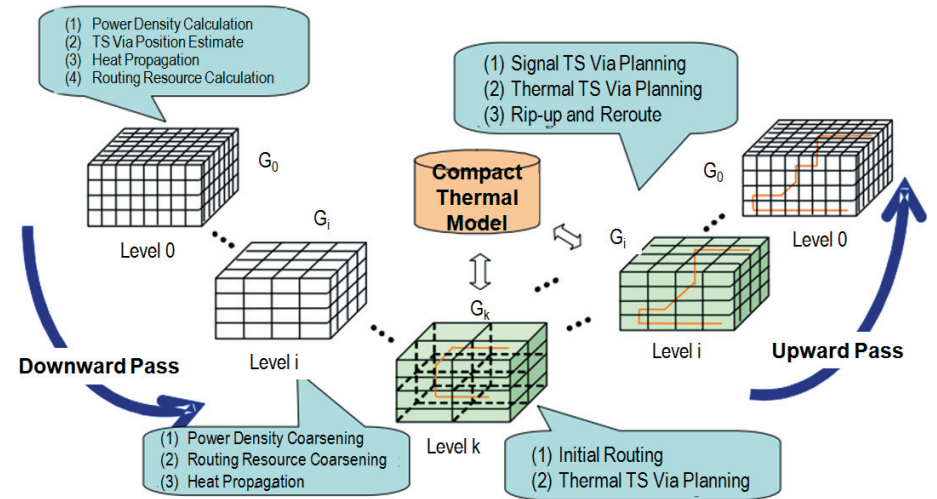 (1) Power Density Calculation
(2) TS Via Position Estimate
(3) Heat Propagation
(4) Routing Resource Calculation
(1) Signal TS Via Planning
(2) Thermal TS Via Planning
(3) Rip-up and Reroute
G0
Level 0
Compact
Thermal
Model
G0
Level 0
Gi
Level i
Gi
Level i
Gk
Level k
Downward Pass
Upward Pass
(1) Power Density Coarsening
(2) Routing Resource Coarsening
(3) Heat Propagation
(1) Initial Routing
(2) Thermal TS Via Planning